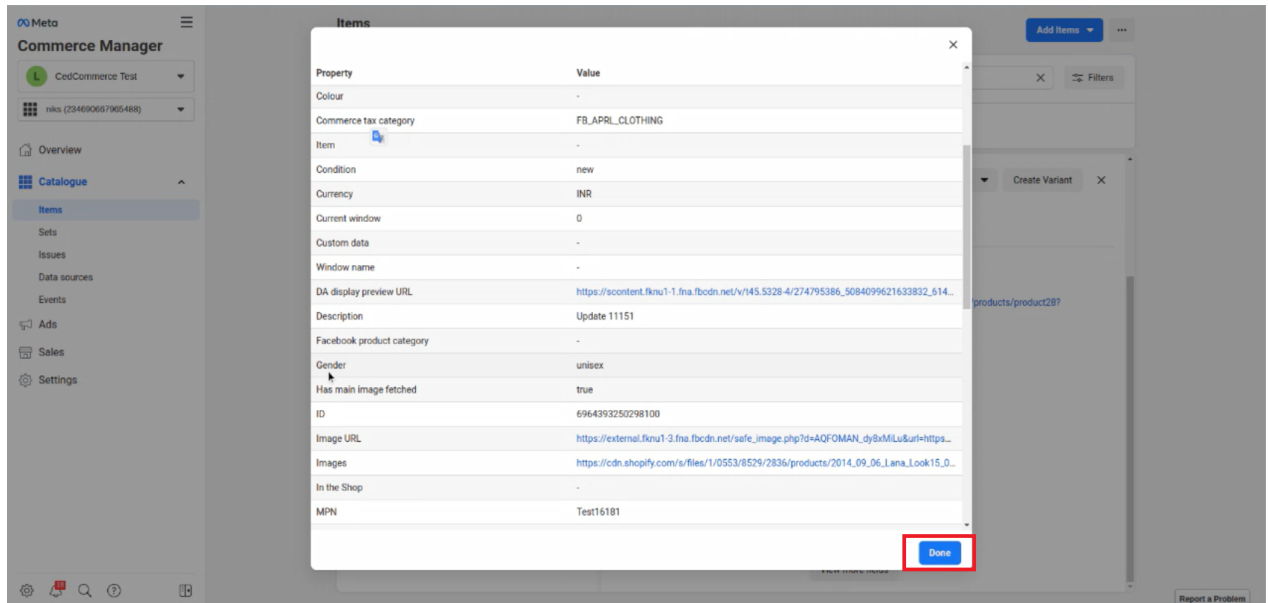 Meta
Commerce Manager
L CedCommerce Test
niks (234690667965488)
Overview
Catalogue
Items
Sets
Issues
Data sources
Events
Ads
Sales
Settings
Items
Add Items
Filters
Create Variant
/products/product28?
Property Value
Colour -
Commerce tax category FB_APRL_CLOTHING
Item -
Condition new
Currency INR
Current window 0
Custom data -
Window name -
DA display preview URL https://scontent.fknu1-1.fna.fbcdn.net/v/t45.5328-4/274795386_5084099621633832_614...
Description Update 11151
Facebook product category -
Gender unisex
Has main image fetched true
ID 6964393250298100
Image URL https://external.fknu1-3.fna.fbcdn.net/safe_image.php?d=AQFOMAN_dy8xMiLu&url=https...
Images https://cdn.shopify.com/s/files/1/0553/8529/2836/products/2014_09_06_Lana_Look15_0...
In the Shop -
MPN Test16181
Done
View more fields
Report a Problem